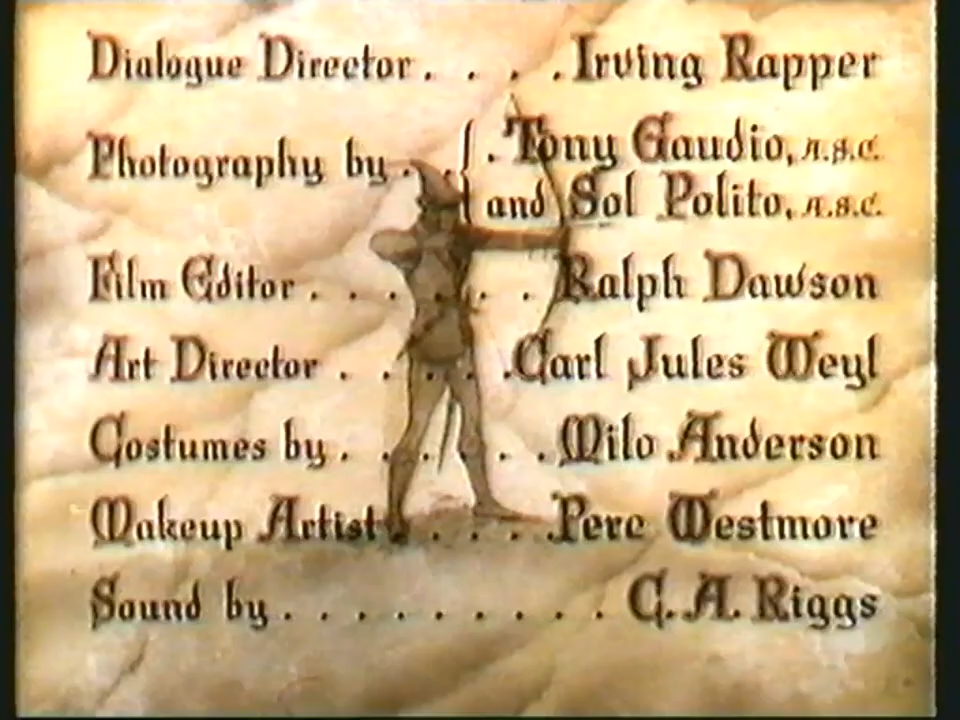 Dialogue Director . . . . Irving Rapper
Photography by . . { . Tony Gaudio, A.S.C.
and Sol Polito, A.S.C.
Film Editor . . . . . . Ralph Dawson
Art Director . . . . . Carl Jules Weyl
Costumes by . . . . . . Milo Anderson
Makeup Artist . . . . . Perc Westmore
Sound by . . . . . . . . . C. A. Riggs